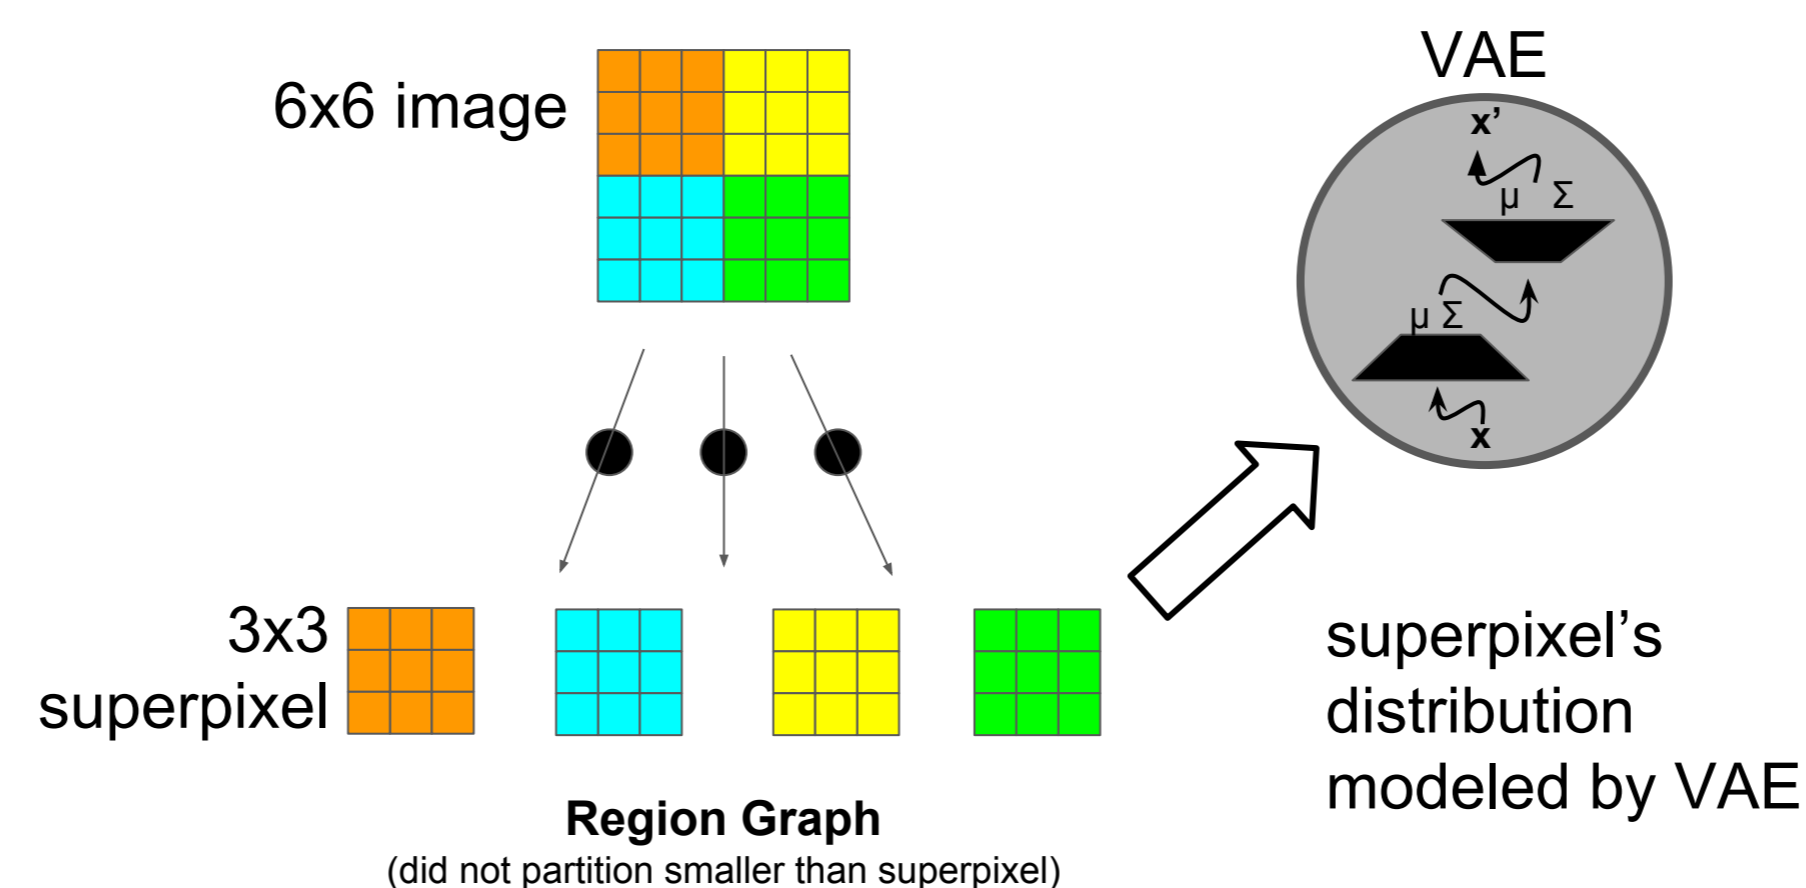 6x6 image
3x3
superpixel
Region Graph
(did not partition smaller than superpixel)
VAE
x’
μ Σ
μ Σ
x
superpixel’s
distribution
modeled by VAE